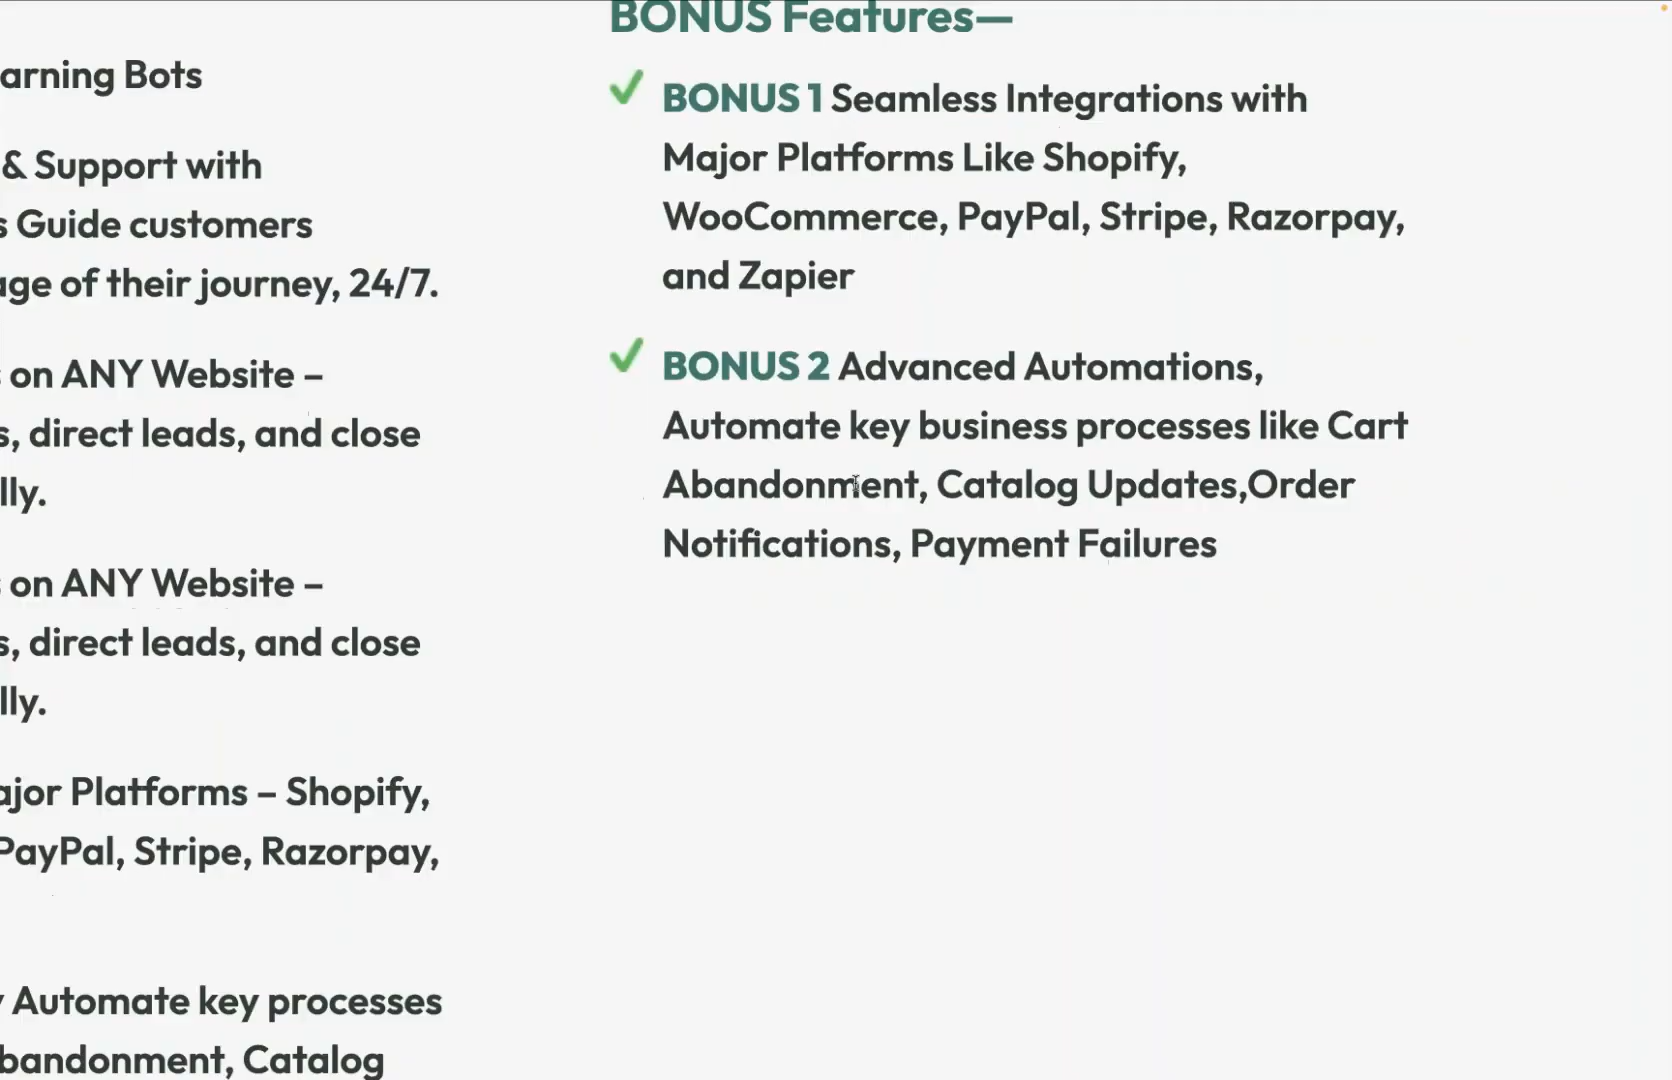 arning Bots
& Support with
s Guide customers
age of their journey, 24/7.
on ANY Website –
s, direct leads, and close
lly.
on ANY Website –
s, direct leads, and close
lly.
ajor Platforms – Shopify,
PayPal, Stripe, Razorpay,
Automate key processes
bandonment, Catalog
BONUS Features—
BONUS 1 Seamless Integrations with
Major Platforms Like Shopify,
WooCommerce, PayPal, Stripe, Razorpay,
and Zapier
BONUS 2 Advanced Automations,
Automate key business processes like Cart
Abandonment, Catalog Updates,Order
Notifications, Payment Failures